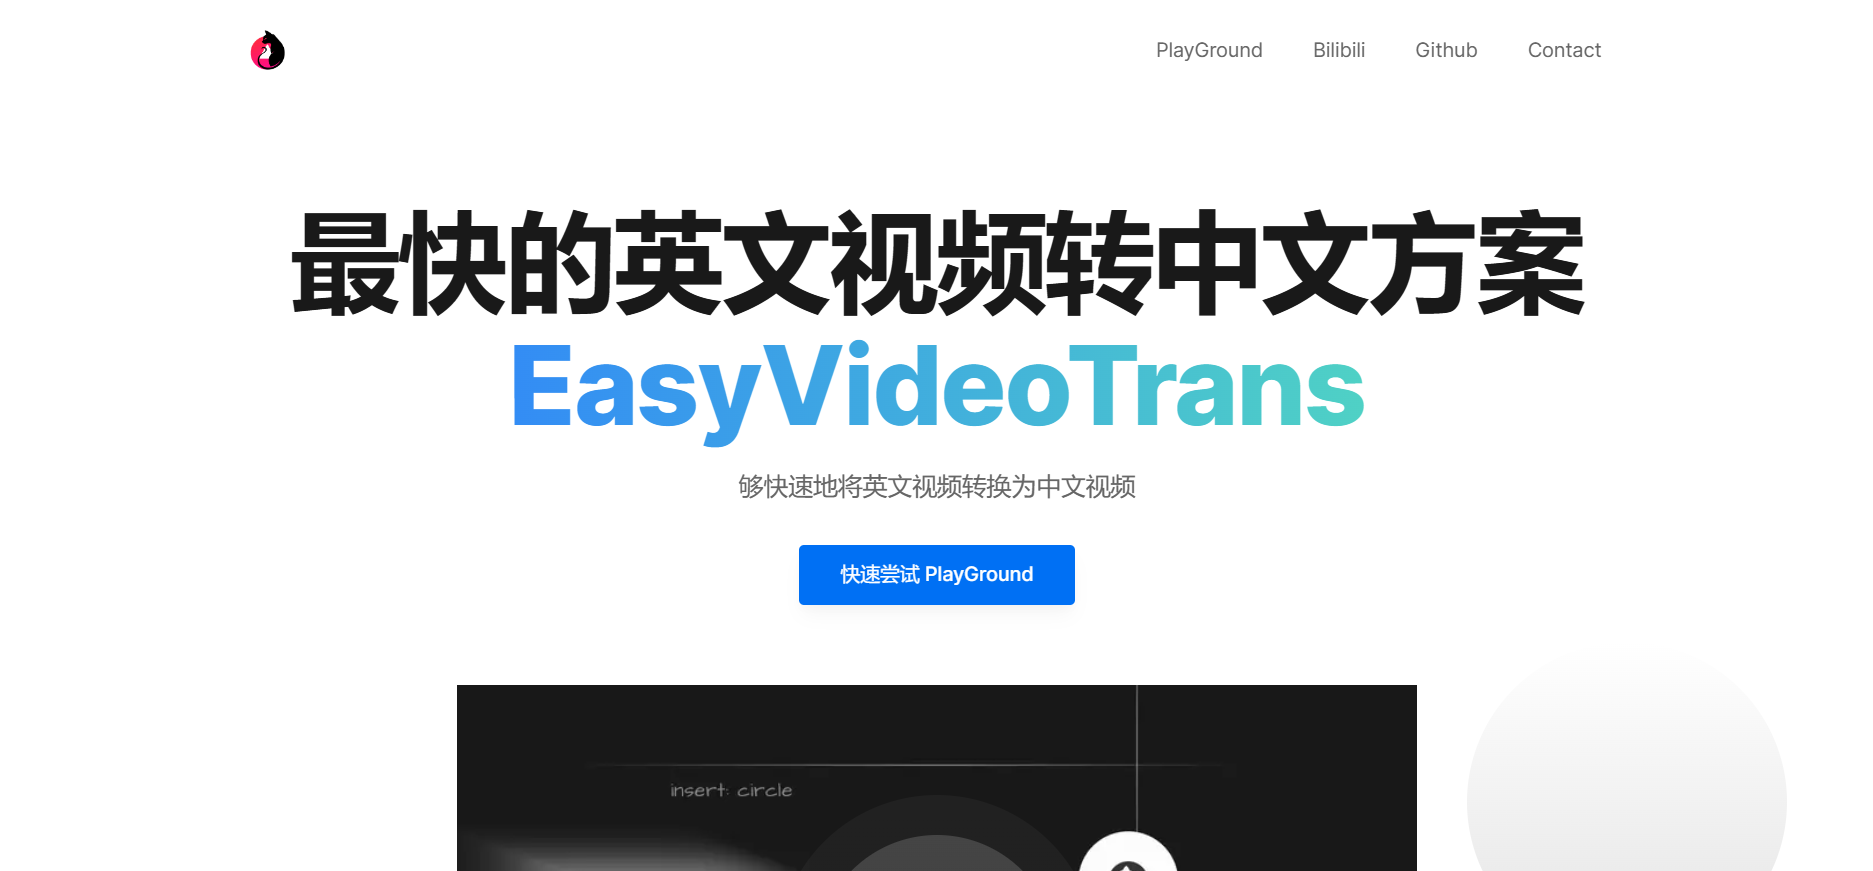 PlayGround Bilibili Github Contact
最快的英文视频转中文方案
EasyVideoTrans
够快速地将英文视频转换为中文视频
快速尝试 PlayGround
insert: circle